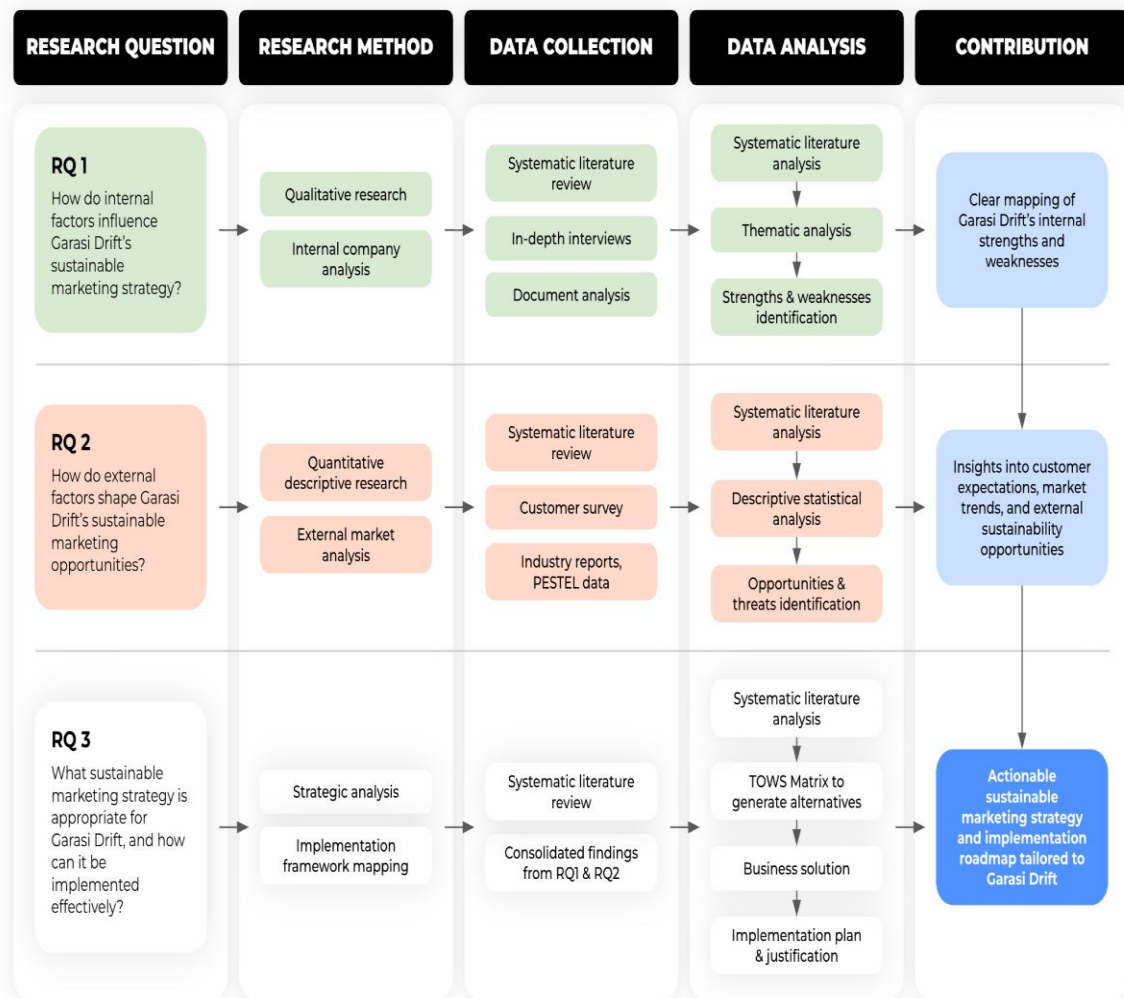 RESEARCH QUESTION
RESEARCH METHOD
DATA COLLECTION
DATA ANALYSIS
CONTRIBUTION
RQ 1
How do internal
factors influence
Garasi Drift's
sustainable
marketing strategy?
Qualitative research
Internal company
analysis
Systematic literature
review
In-depth interviews
Document analysis
Systematic literature
analysis
Thematic analysis
Strengths & weaknesses
identification
Clear mapping of
Garasi Drift's internal
strengths and
weaknesses
RQ 2
How do external
factors shape Garasi
Drift's sustainable
marketing
opportunities?
Quantitative
descriptive research
External market
analysis
Systematic literature
review
Customer survey
Industry reports,
PESTEL data
Systematic literature
analysis
Descriptive statistical
analysis
Opportunities &
threats identification
Insights into customer
expectations, market
trends, and external
sustainability
opportunities
RQ 3
What sustainable
marketing strategy is
appropriate for
Garasi Drift, and how
can it be
implemented
effectively?
Strategic analysis
Implementation
framework mapping
Systematic literature
review
Consolidated findings
from RQ1 & RQ2
Systematic literature
analysis
TOWS Matrix to
generate alternatives
Business solution
Implementation plan
& justification
Actionable
sustainable
marketing strategy
and implementation
roadmap tailored to
Garasi Drift